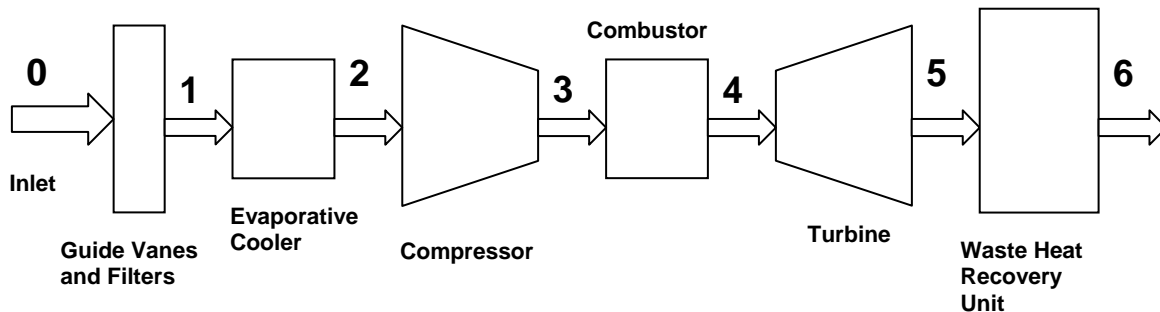 0
Inlet
Guide Vanes
and Filters
1
Evaporative
Cooler
2
Compressor
3
Combustor
4
Turbine
5
Waste Heat
Recovery
Unit
6